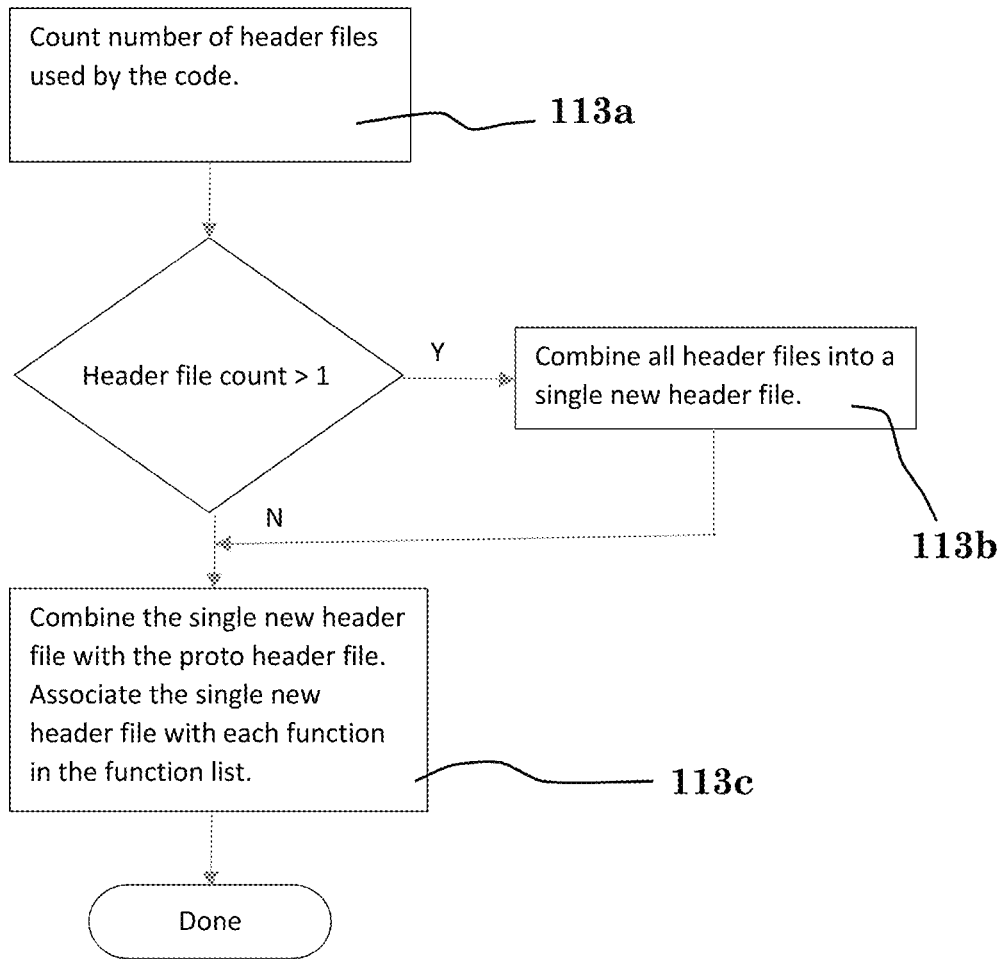 Count number of header files
used by the code.
113a
Header file count > 1
Y
Combine all header files into a
single new header file.
113b
N
Combine the single new header
file with the proto header file.
Associate the single new
header file with each function
in the function list.
113c
Done